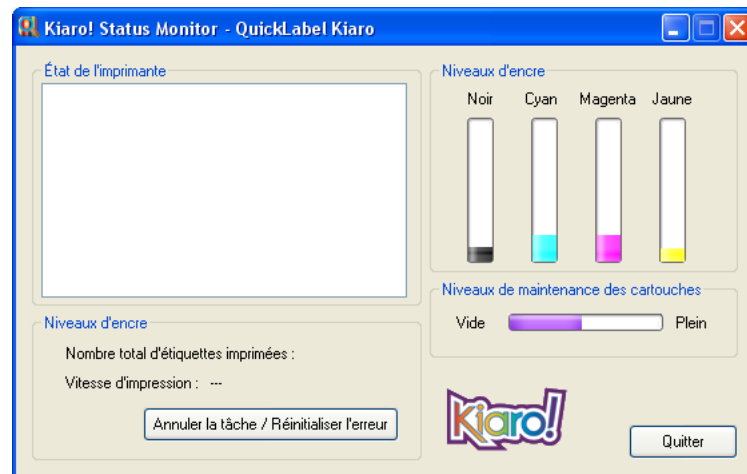 Kiaro! Status Monitor - QuickLabel Kiaro
État de l'imprimante
Niveaux d'encre
Noir Cyan Magenta Jaune
Niveaux de maintenance des cartouches
Vide Plein
Niveaux d'encre
Nombre total d'étiquettes imprimées :
Vitesse d'impression : ---
Annuler la tâche / Réinitialiser l'erreur
Kiaro!
Quitter